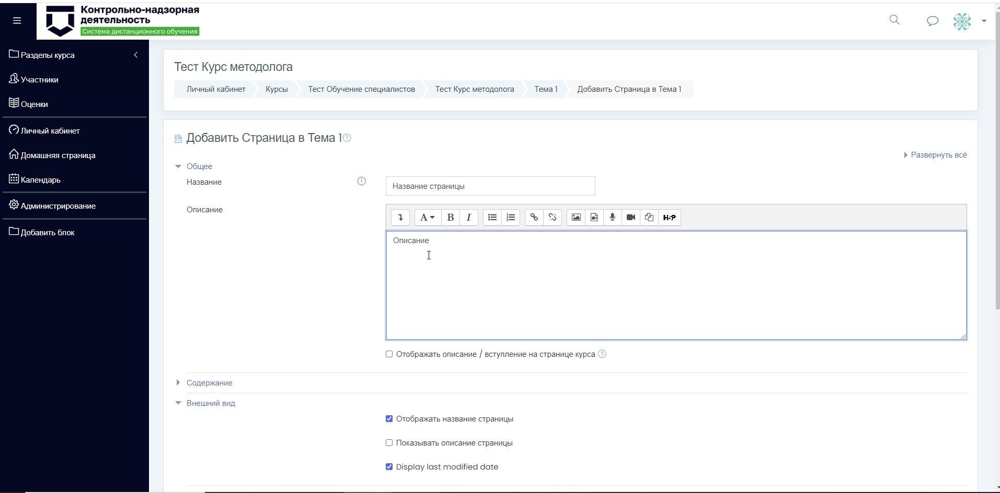 Контрольно-надзорная
деятельность
Система дистанционного обучения
Разделы курса
Участники
Оценки
Личный кабинет
Домашняя страница
Календарь
Администрирование
Добавить блок
Тест Курс методолога
Личный кабинет Курсы Тест Обучение специалистов Тест Курс методолога Тема 1 Добавить Страница в Тема 1
Добавить Страница в Тема 1
Развернуть всё
Общее
Название
Название страницы
Описание
A B I H5P
Описание
Отображать описание / вступление на странице курса
Содержание
Внешний вид
Отображать название страницы
Показывать описание страницы
Display last modified date